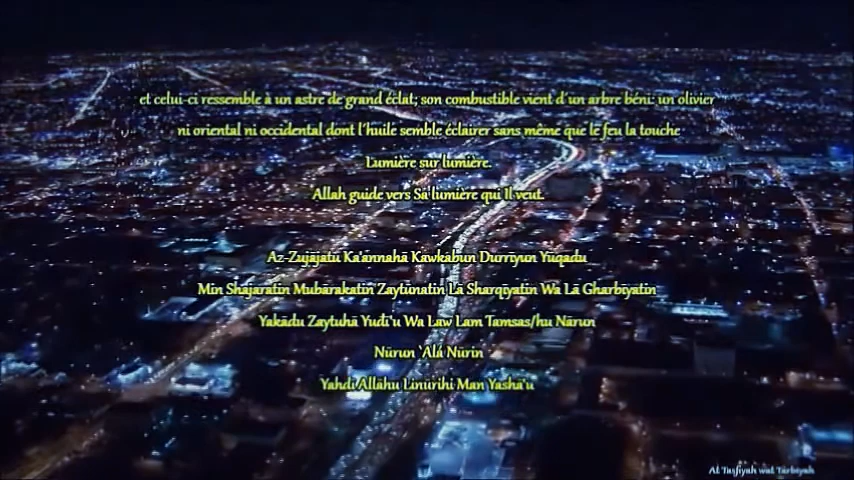 et celui-ci ressemble à un astre de grand éclat; son combustible vient d'un arbre béni: un olivier
ni oriental ni occidental dont l'huile semble éclairer sans même que le feu la touche
Lumière sur lumière.
Allah guide vers Sa lumière qui Il veut.
Az-Zujājatu Ka'annahā Kawkabun Durrīyun Yūqadu
Min Shajaratin Mubārakatin Zaytūnatin Lā Sharqīyatin Wa Lā Gharbīyatin
Yakādu Zaytuhā Yuđī'u Wa Law Lam Tamsas/hu Nārun
Nūrun `Alá Nūrin
Yahdī Allāhu Linūrihi Man Yashā'u
At Tasfiyah wat Tarbiyah